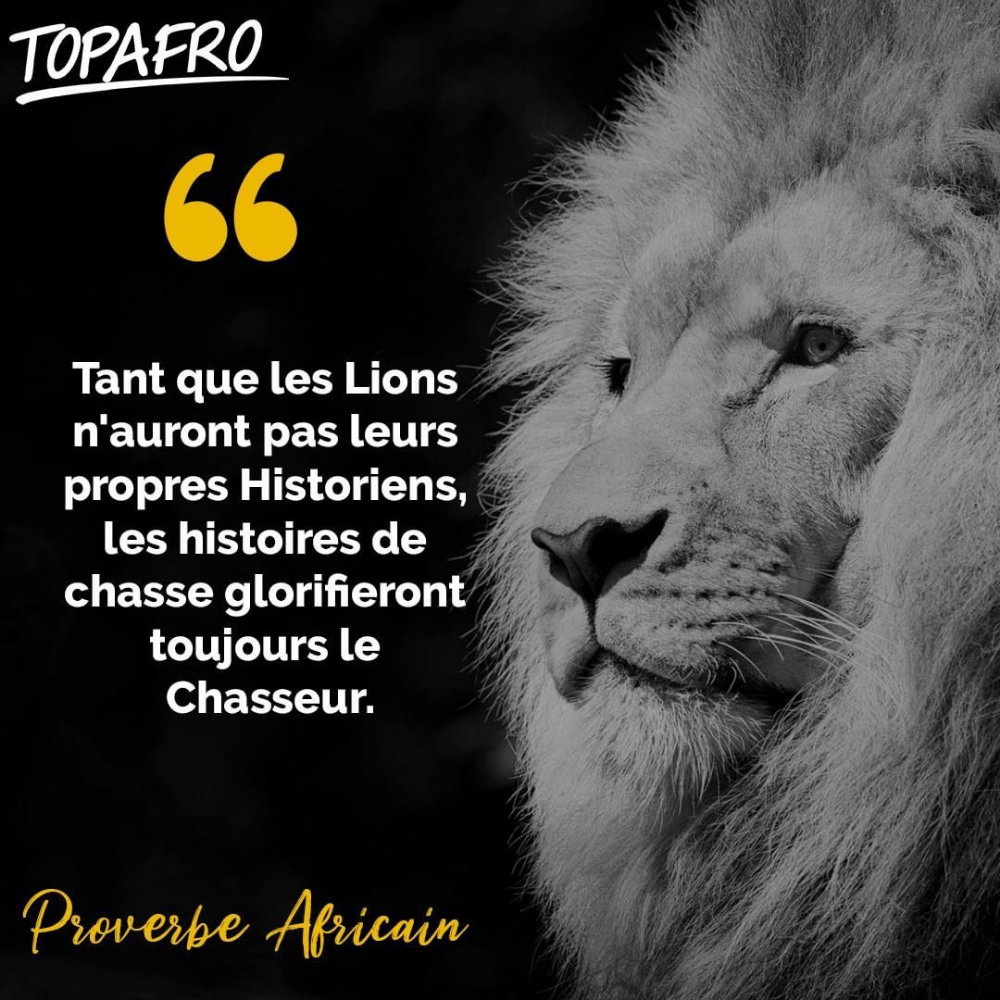 TOPAFRO
“
Tant que les Lions
n'auront pas leurs
propres Historiens,
les histoires de
chasse glorifieront
toujours le
Chasseur.
Proverbe Africain